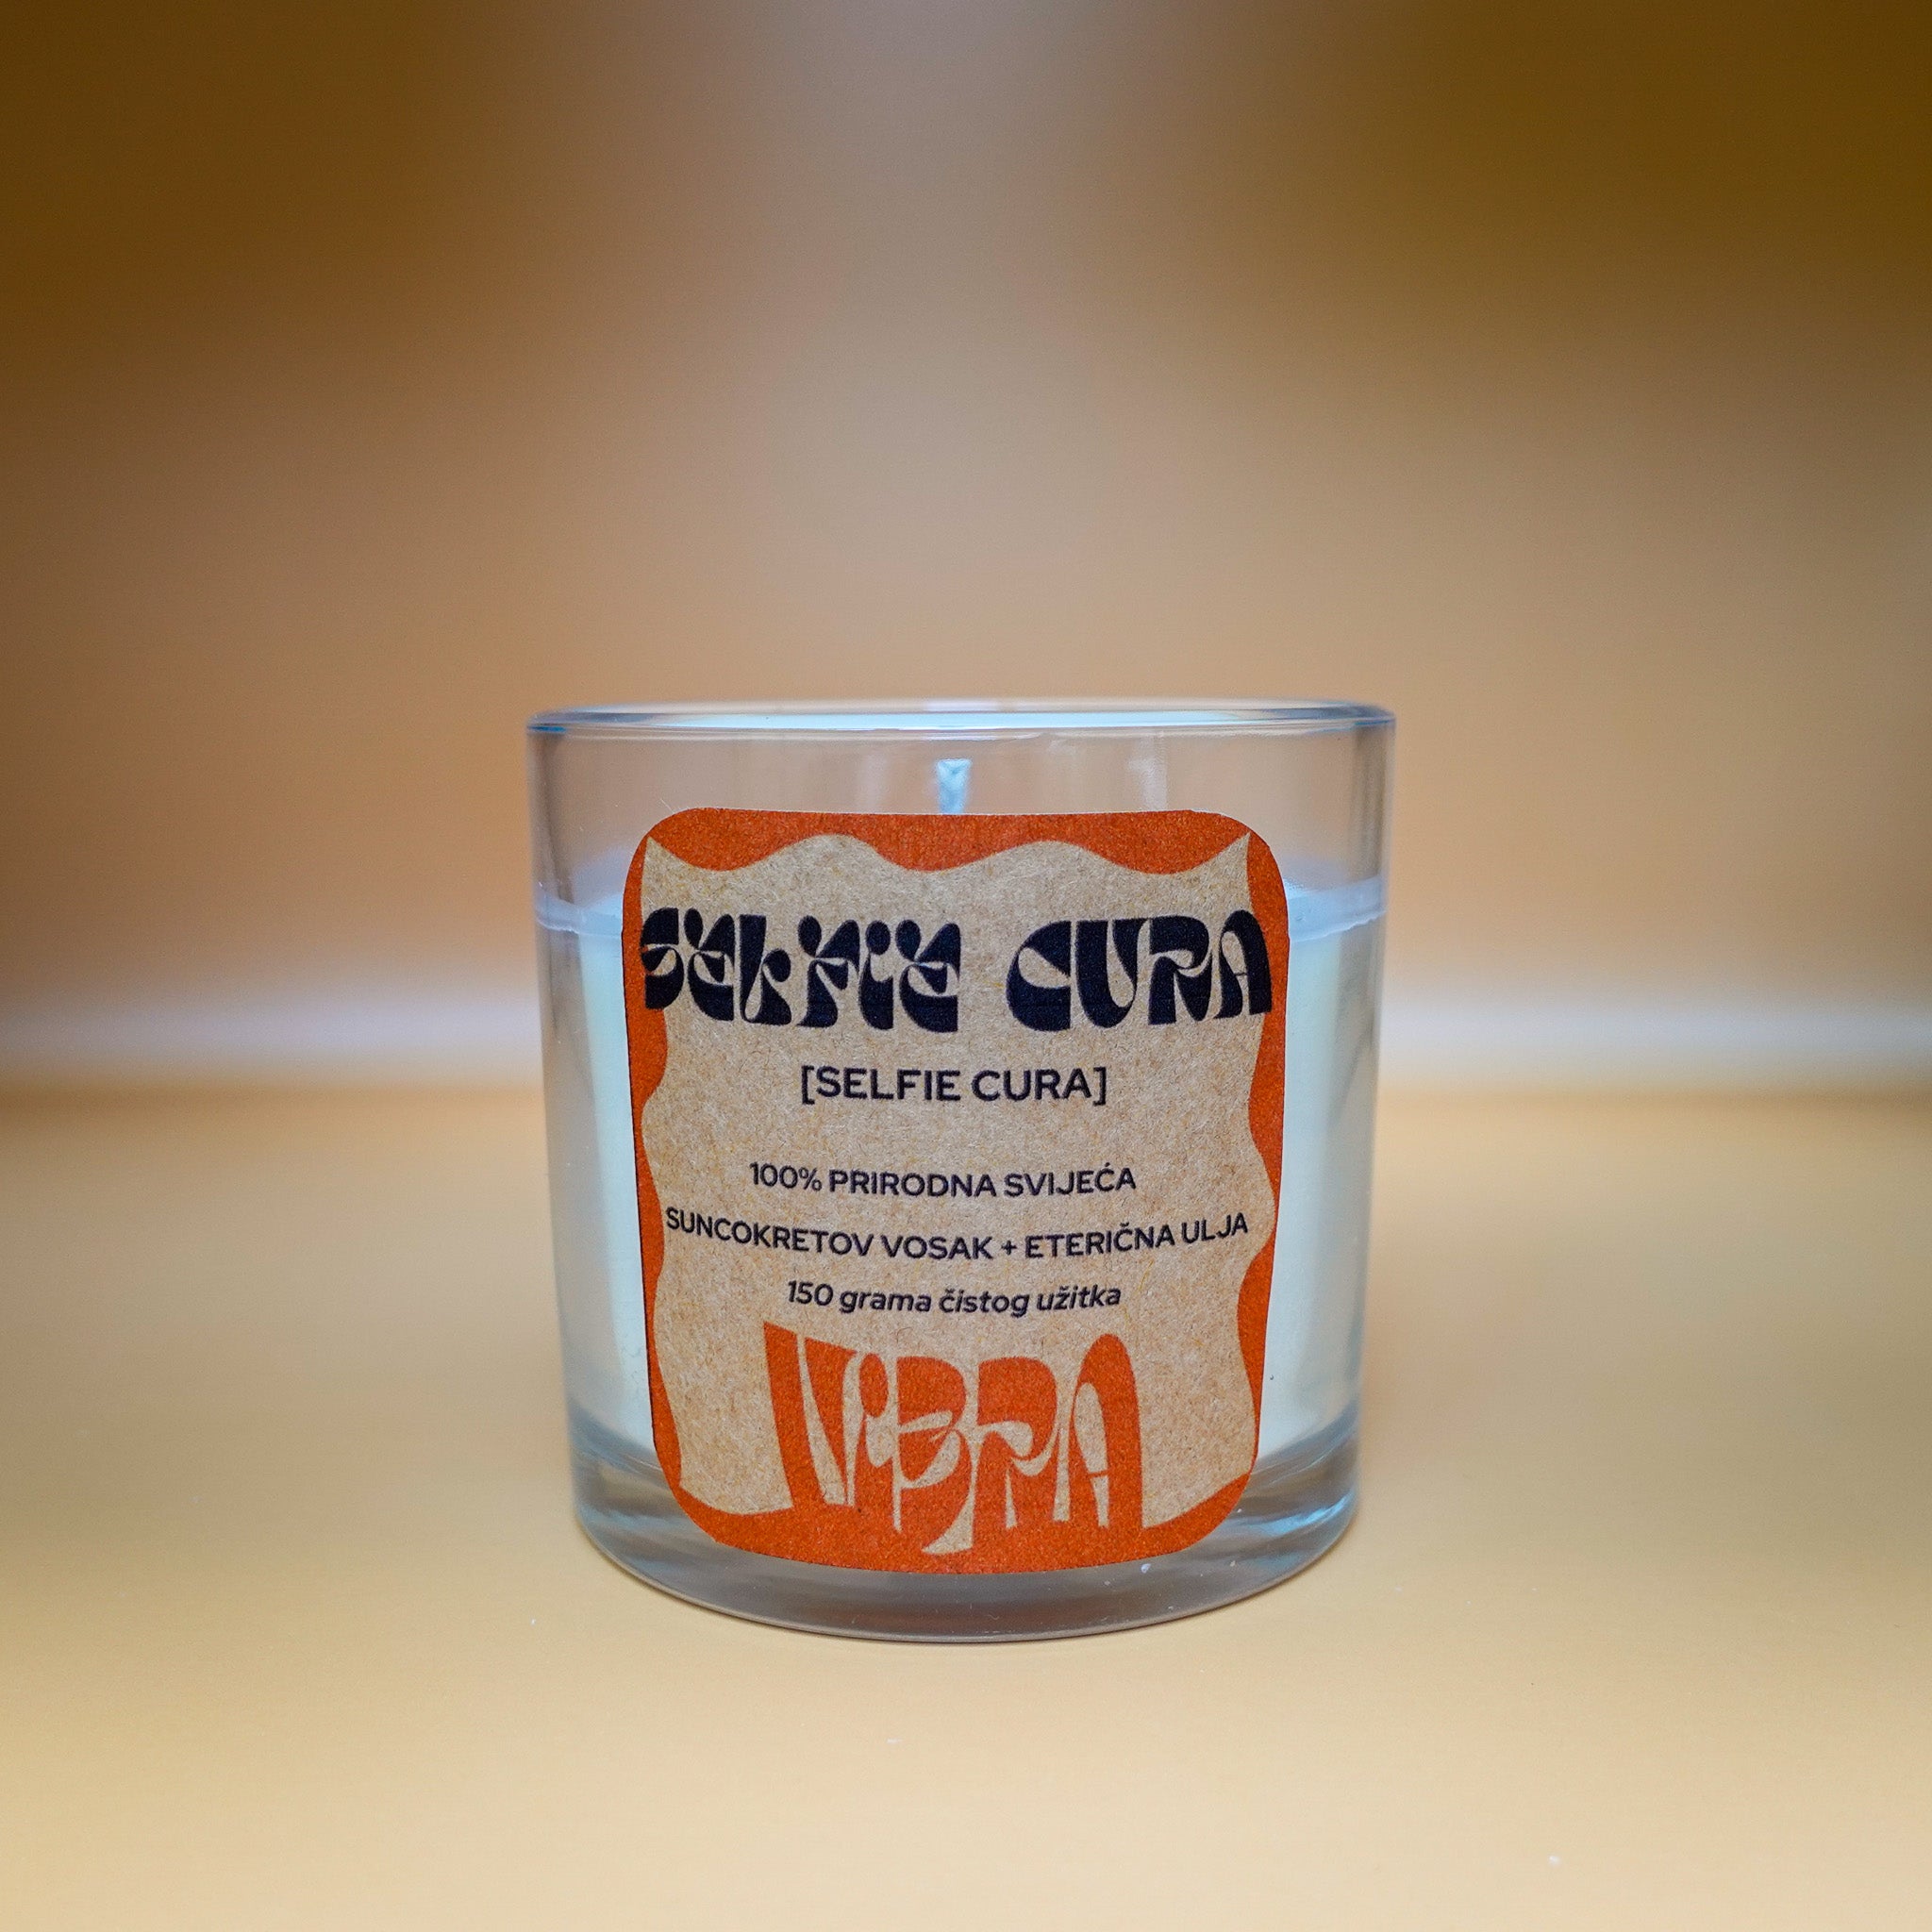 SELFIE CURA
[SELFIE CURA]
100% PRIRODNA SVIJEĆA
SUNCOKRETOV VOSAK + ETERIČNA ULJA
150 grama čistog užitka
VIBRA